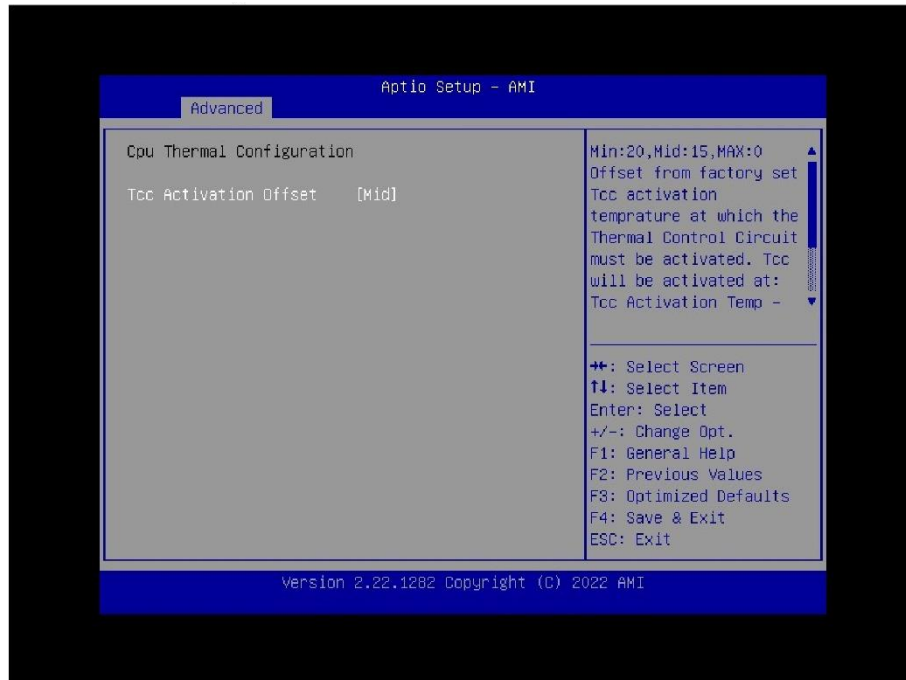 Aptio Setup - AMI
Advanced
Cpu Thermal Configuration
Tcc Activation Offset [Mid]
Min:20,Mid:15,MAX:0
Offset from factory set
Tcc activation
temprature at which the
Thermal Control Circuit
must be activated. Tcc
will be activated at:
Tcc Activation Temp -
→←: Select Screen
↑↓: Select Item
Enter: Select
+/-: Change Opt.
F1: General Help
F2: Previous Values
F3: Optimized Defaults
F4: Save & Exit
ESC: Exit
Version 2.22.1282 Copyright (C) 2022 AMI